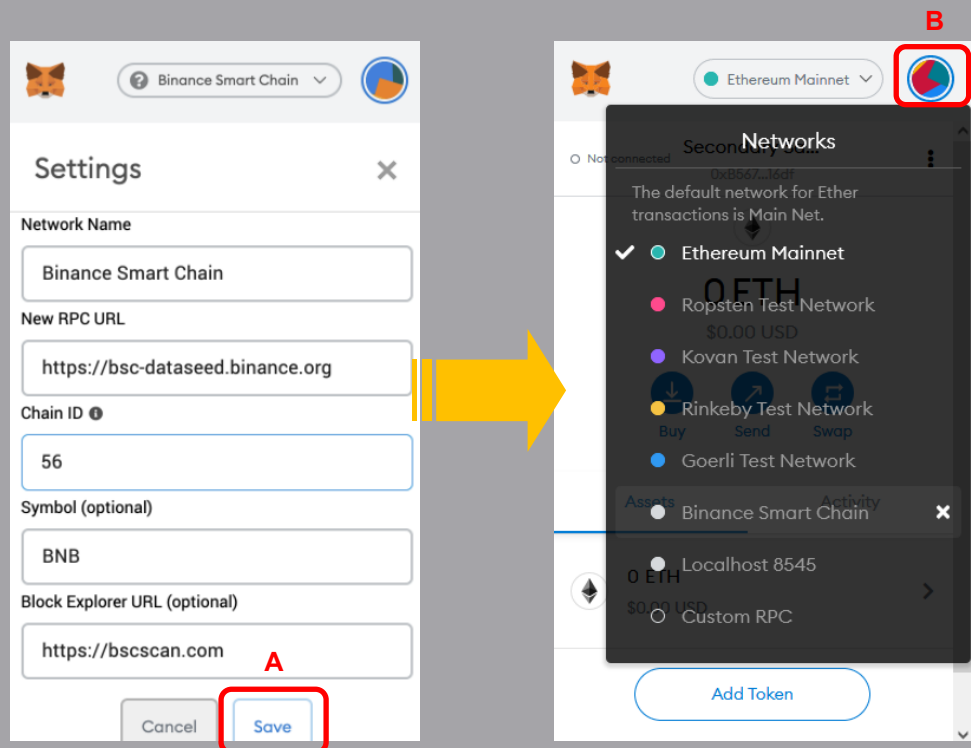 B
Binance Smart Chain
Settings
Network Name
Binance Smart Chain
New RPC URL
https://bsc-dataseed.binance.org
Chain ID
56
Symbol (optional)
BNB
Block Explorer URL (optional)
https://bscscan.com
A
Cancel
Save
Ethereum Mainnet
Not connected
Secondary Sa...
0xB567...16df
Networks
The default network for Ether
transactions is Main Net.
Ethereum Mainnet
0 ETH
Ropsten Test Network
$0.00 USD
Kovan Test Network
Rinkeby Test Network
Buy
Send
Swap
Goerli Test Network
Assets
Activity
Binance Smart Chain
Localhost 8545
0 ETH
$0.00 USD
Custom RPC
Add Token